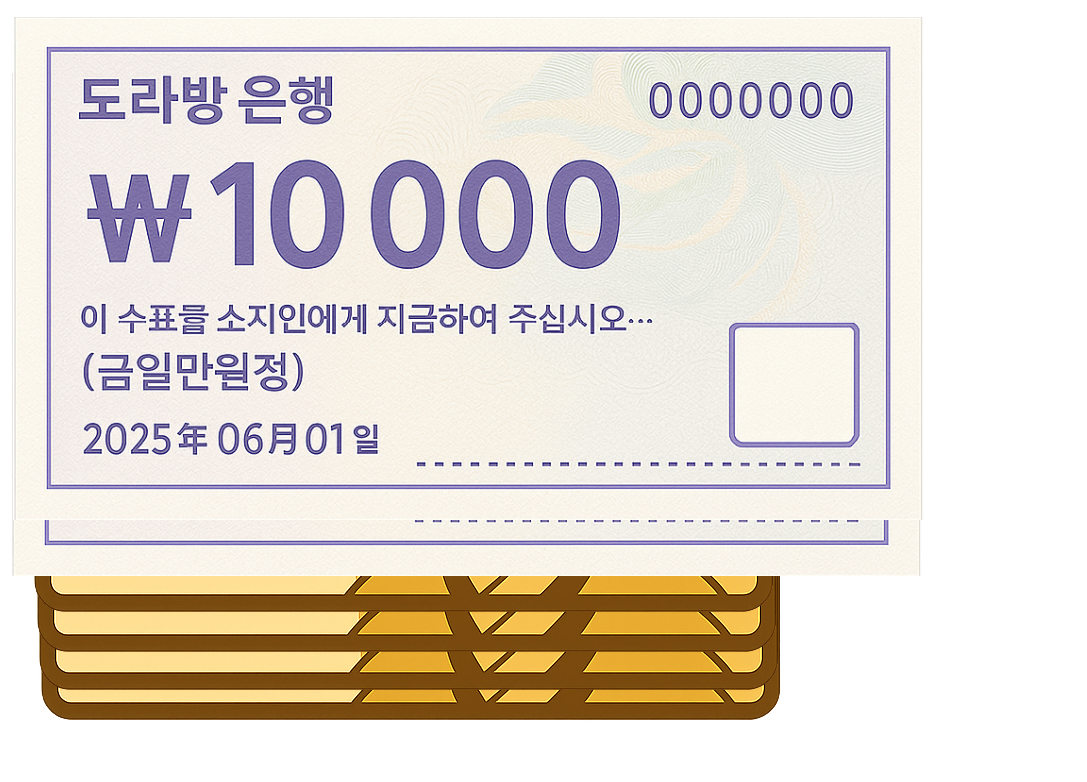 도라방 은행 0000000
₩10 000
이 수표를 소지인에게 지금하여 주십시오…
(금일만원정)
2025年 06月 01일